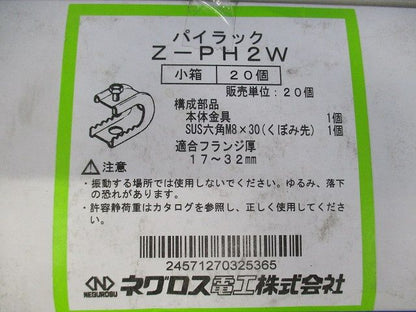 パイラック
Z-PH2W
小箱 20個
販売単位：20個
構成部品
本体金具 1個
SUS六角M8×30(くぼみ先) 1個
適合フランジ厚
17～32mm
⚠注意
・振動する場所では使用しないでください。ゆるみ、落下
の恐れがあります。
・許容静荷重はカタログを参照し、正しく使用してくださ
い。
24571270325365
NEGUROSU
ネグロス電工株式会社